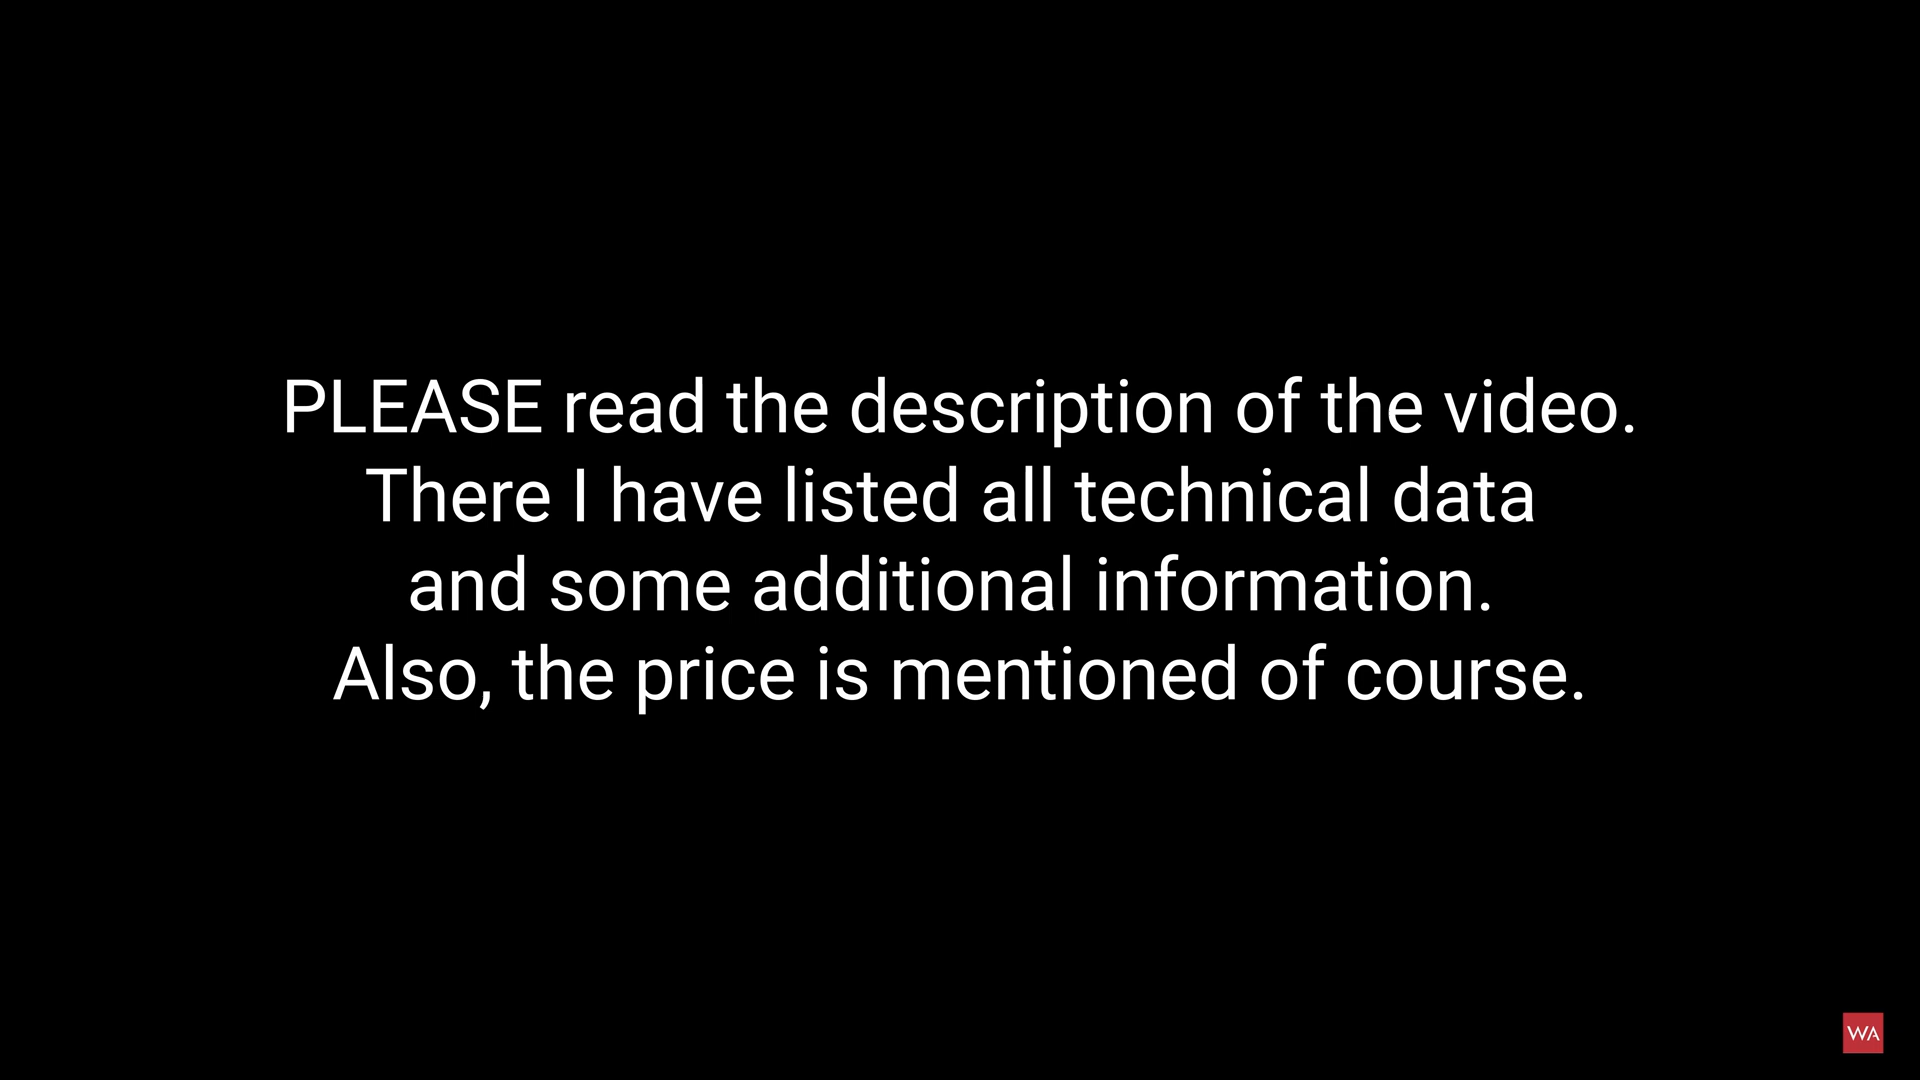 PLEASE read the description of the video.
There I have listed all technical data
and some additional information.
Also, the price is mentioned of course.
WA